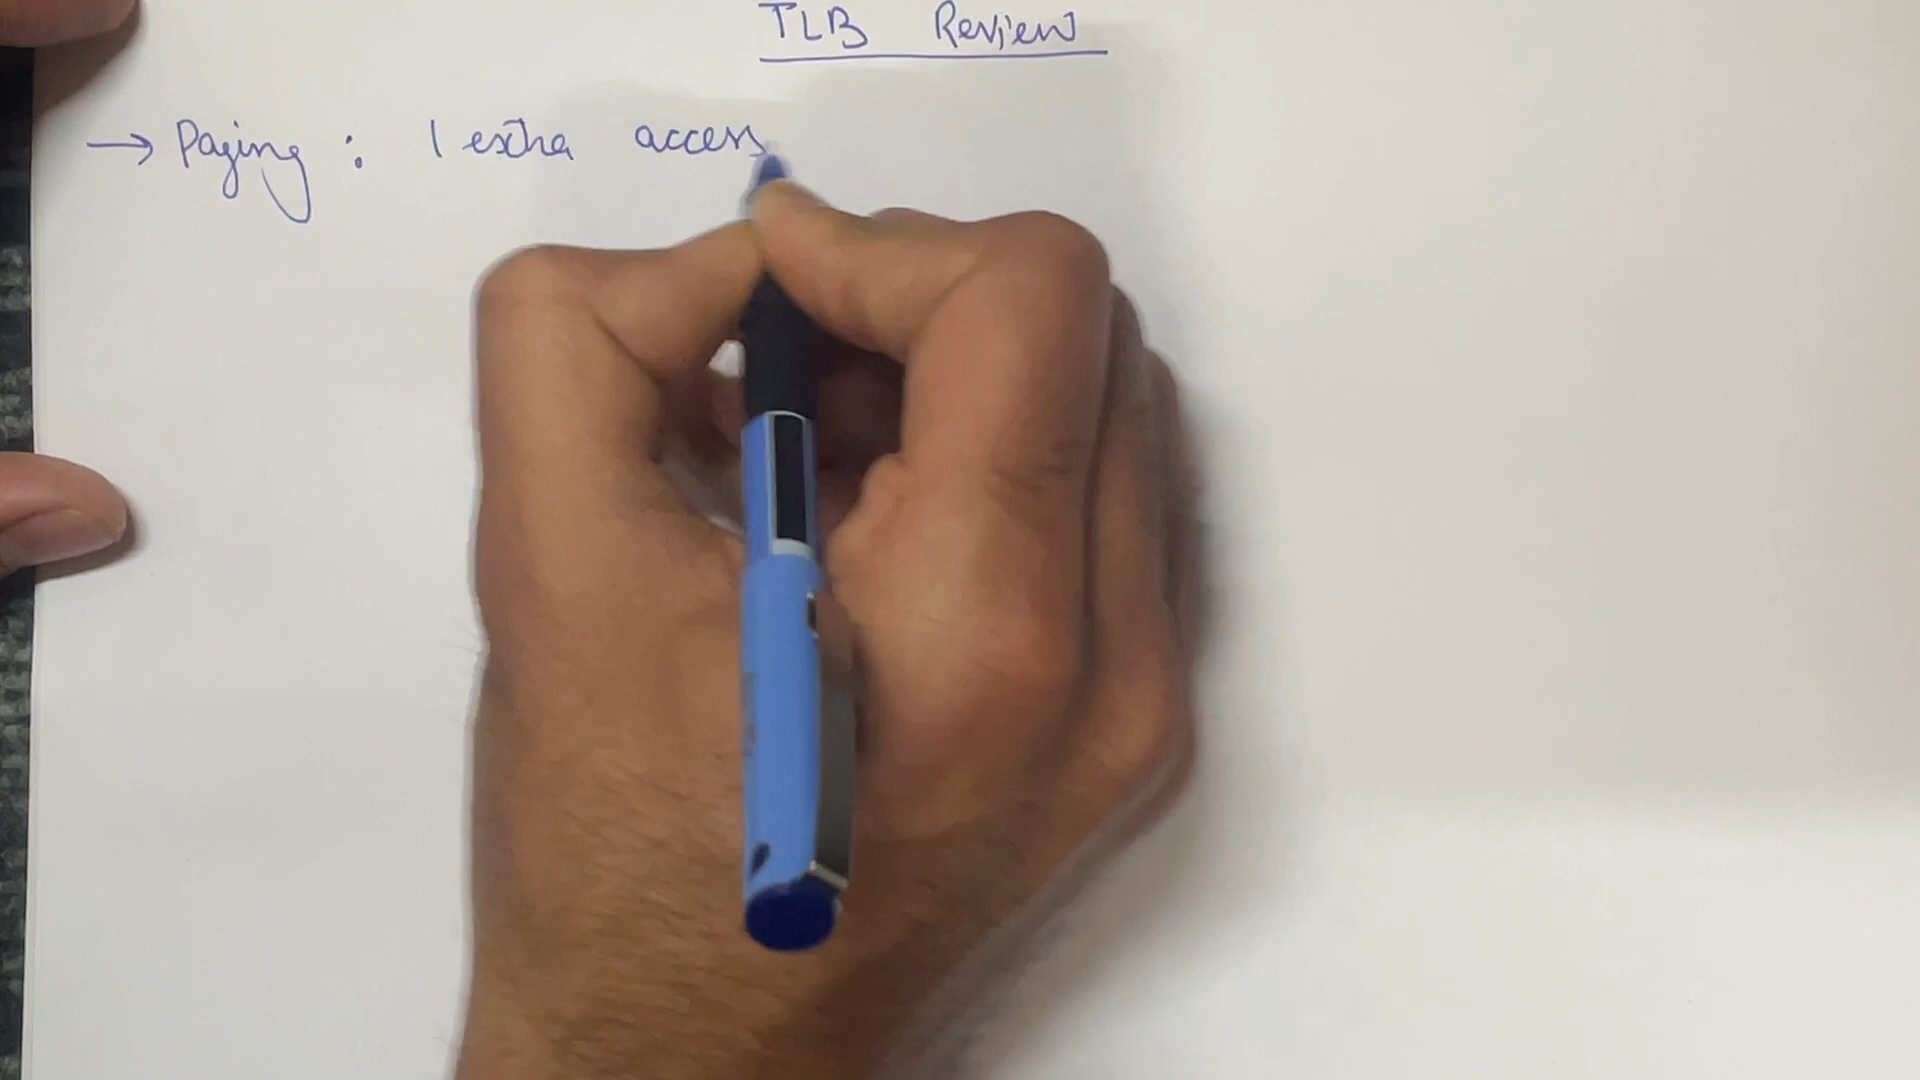 TLB Review
→ Paging : 1 extra access